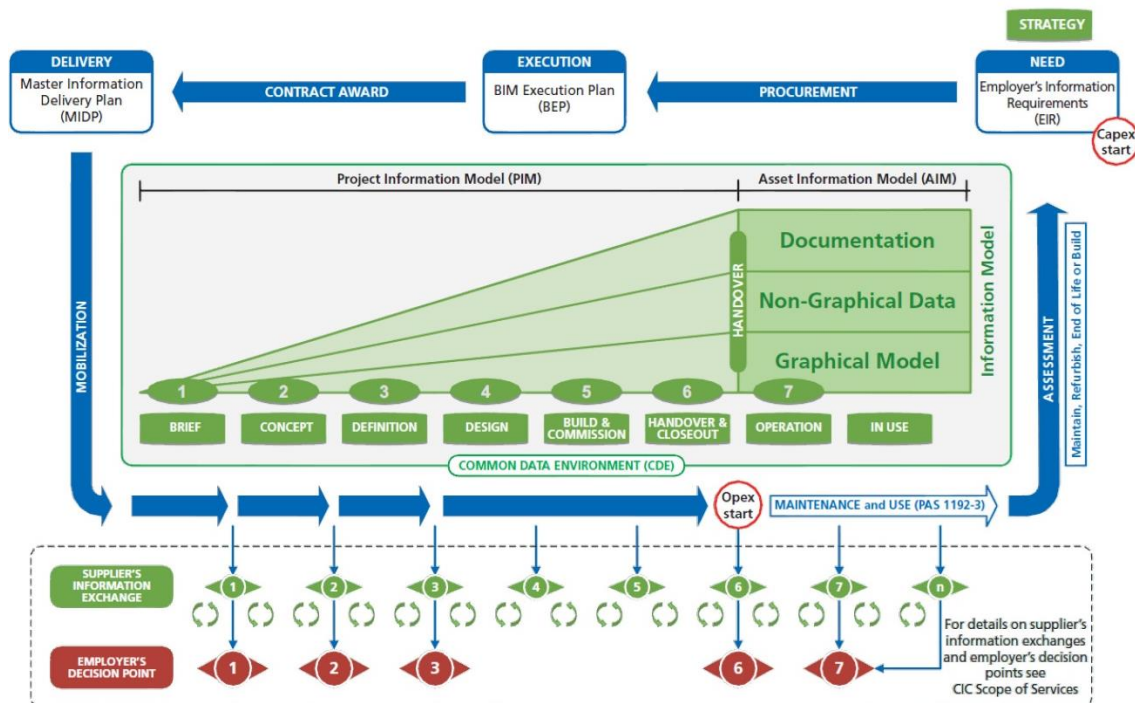 STRATEGY
DELIVERY
Master Information
Delivery Plan
(MIDP)
CONTRACT AWARD
EXECUTION
BIM Execution Plan
(BEP)
PROCUREMENT
NEED
Employer's Information
Requirements
(EIR)
Capex
start
MOBILIZATION
Project Information Model (PIM)
Asset Information Model (AIM)
HANDOVER
Documentation
Non-Graphical Data
Graphical Model
Information Model
ASSESSMENT
Maintain, Refurbish, End of Life or Build
1
2
3
4
5
6
7
BRIEF
CONCEPT
DEFINITION
DESIGN
BUILD &
COMMISSION
HANDOVER &
CLOSEOUT
OPERATION
IN USE
COMMON DATA ENVIRONMENT (CDE)
Opex
start
MAINTENANCE and USE (PAS 1192-3)
SUPPLIER'S
INFORMATION
EXCHANGE
1
2
3
4
5
6
7
n
EMPLOYER'S
DECISION POINT
1
2
3
6
7
For details on supplier's
information exchanges
and employer's decision
points see
CIC Scope of Services